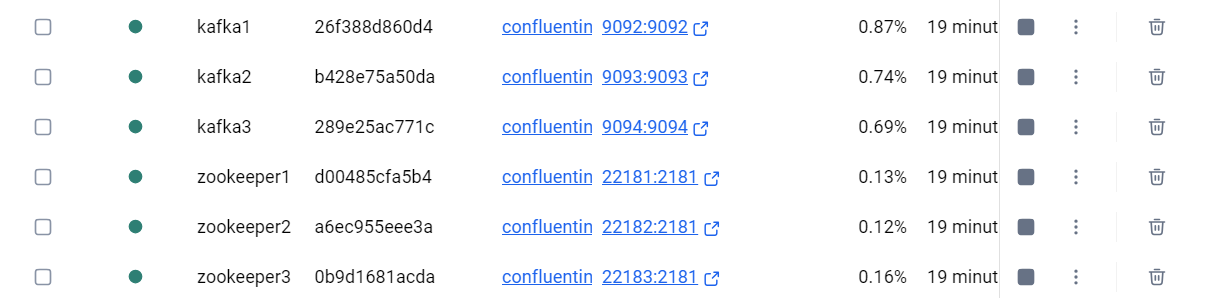 kafka1 26f388d860d4 confluentin 9092:9092 0.87% 19 minut
kafka2 b428e75a50da confluentin 9093:9093 0.74% 19 minut
kafka3 289e25ac771c confluentin 9094:9094 0.69% 19 minut
zookeeper1 d00485cfa5b4 confluentin 22181:2181 0.13% 19 minut
zookeeper2 a6ec955eee3a confluentin 22182:2181 0.12% 19 minut
zookeeper3 0b9d1681acda confluentin 22183:2181 0.16% 19 minut